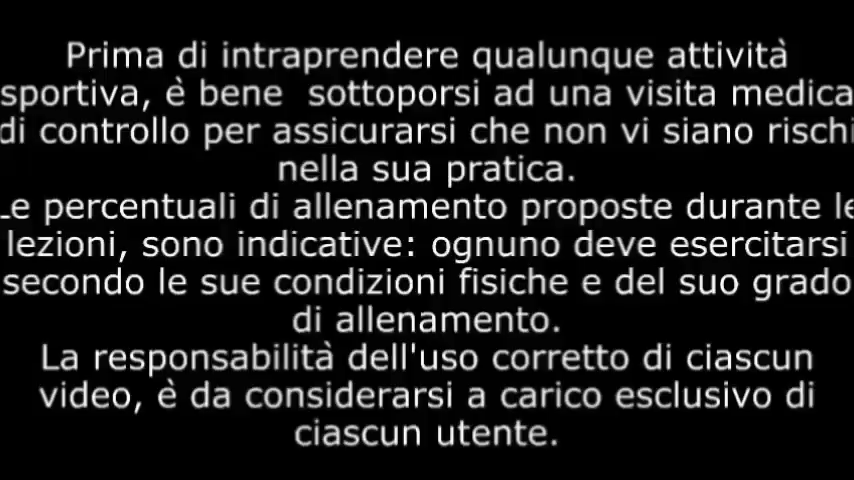 Prima di intraprendere qualunque attività
sportiva, è bene  sottoporsi ad una visita medica
di controllo per assicurarsi che non vi siano rischi
nella sua pratica.
Le percentuali di allenamento proposte durante le
lezioni, sono indicative: ognuno deve esercitarsi
secondo le sue condizioni fisiche e del suo grado
di allenamento.
La responsabilità dell'uso corretto di ciascun
video, è da considerarsi a carico esclusivo di
ciascun utente.